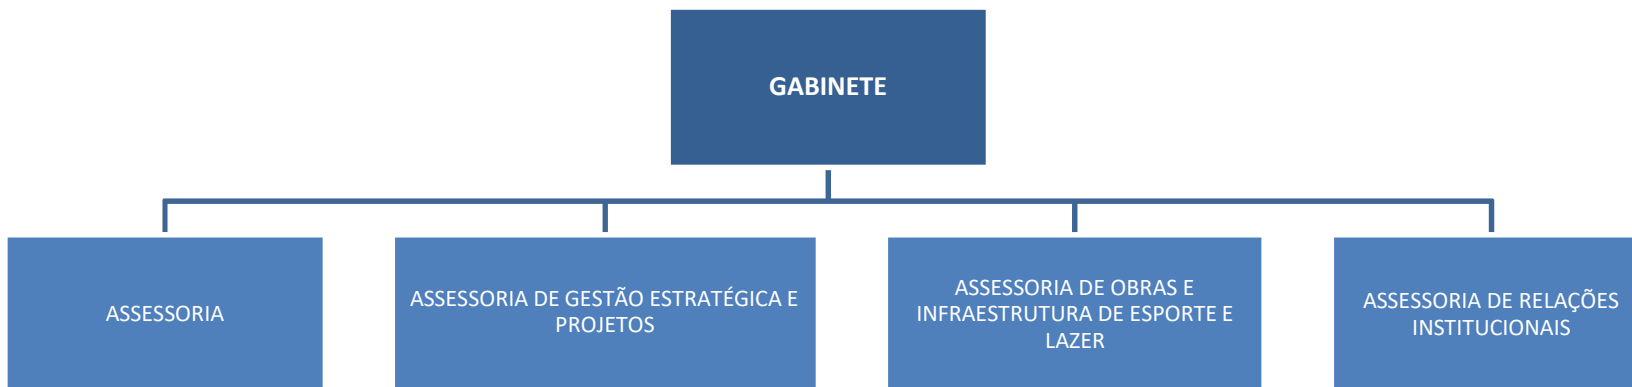 GABINETE
ASSESSORIA
ASSESSORIA DE GESTÃO ESTRATÉGICA E
PROJETOS
ASSESSORIA DE OBRAS E
INFRAESTRUTURA DE ESPORTE E
LAZER
ASSESSORIA DE RELAÇÕES
INSTITUCIONAIS